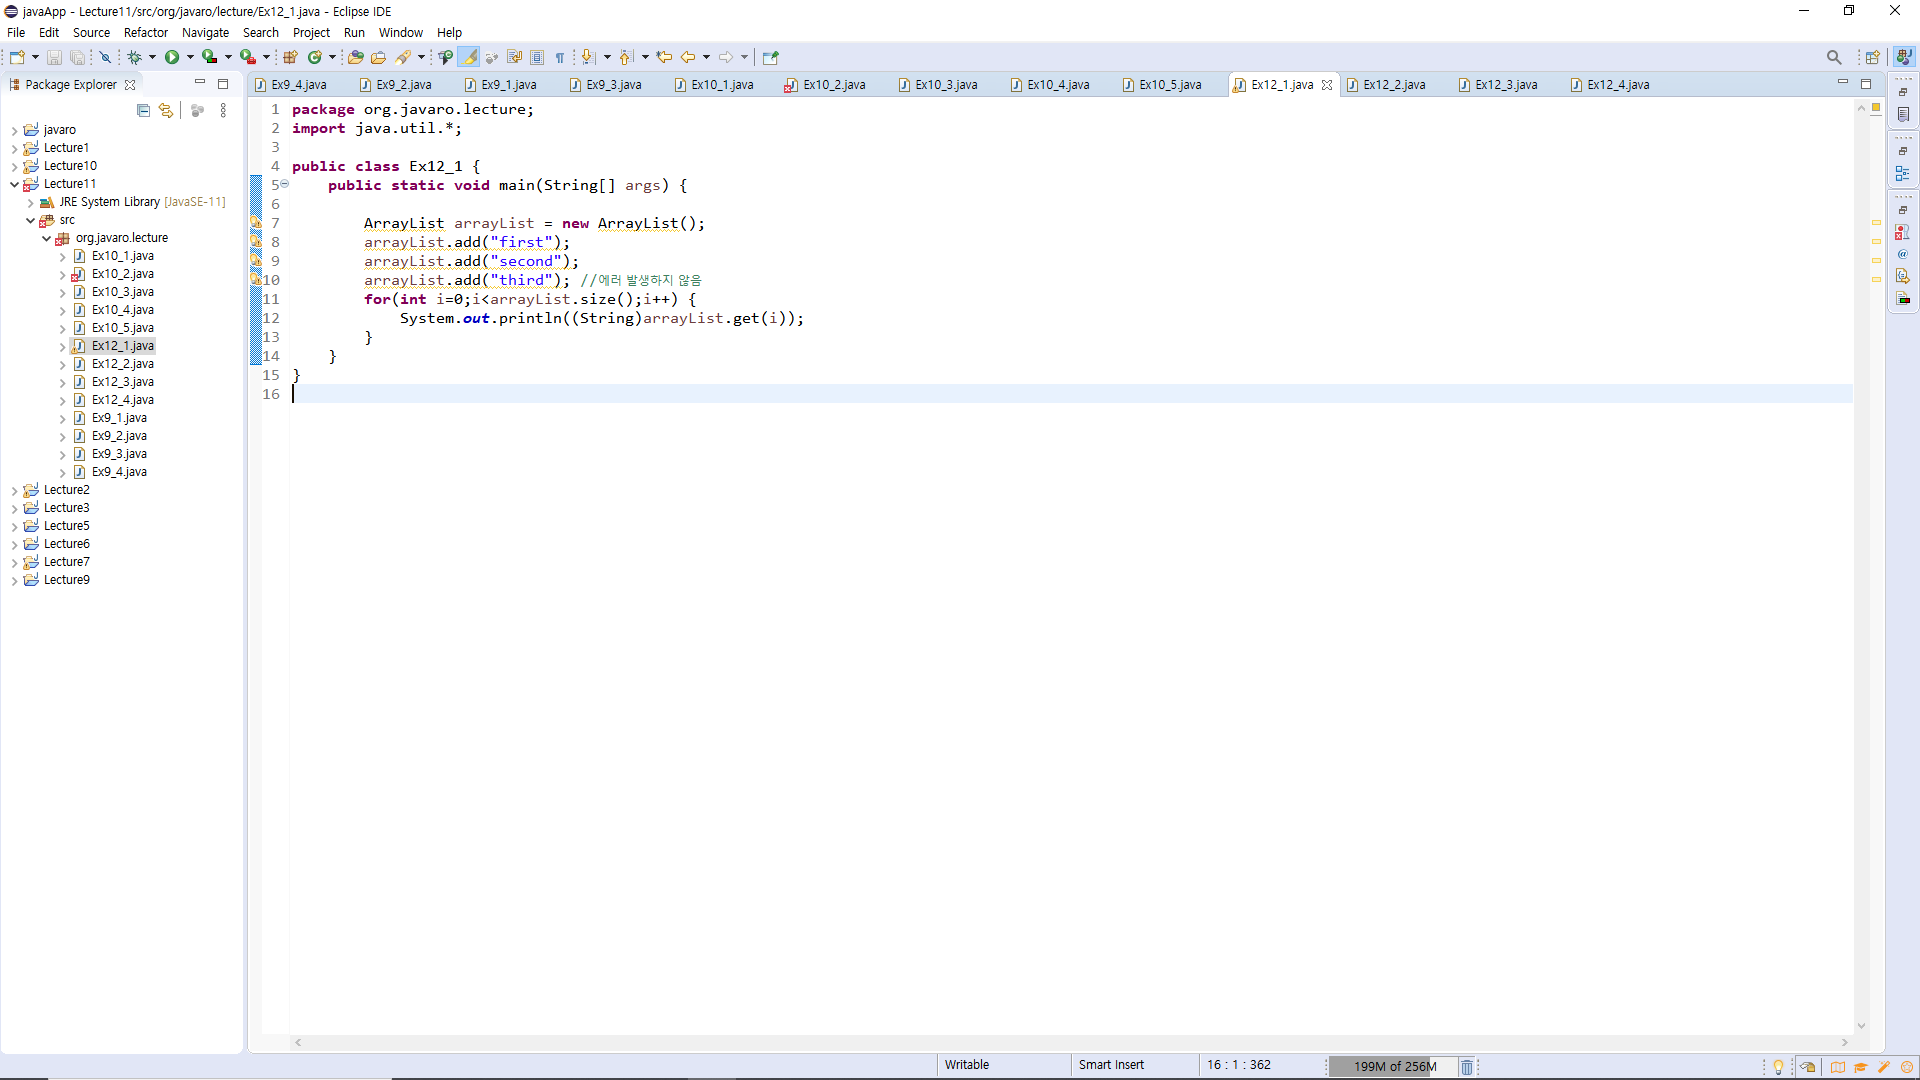 javaApp - Lecture11/src/org/javaro/lecture/Ex12_1.java - Eclipse IDE
File Edit Source Refactor Navigate Search Project Run Window Help
Package Explorer
Ex9_4.java Ex9_2.java Ex9_1.java Ex9_3.java Ex10_1.java Ex10_2.java Ex10_3.java Ex10_4.java Ex10_5.java Ex12_1.java Ex12_2.java Ex12_3.java Ex12_4.java
javaro
Lecture1
Lecture10
Lecture11
JRE System Library [JavaSE-11]
src
org.javaro.lecture
Ex10_1.java
Ex10_2.java
Ex10_3.java
Ex10_4.java
Ex10_5.java
Ex12_1.java
Ex12_2.java
Ex12_3.java
Ex12_4.java
Ex9_1.java
Ex9_2.java
Ex9_3.java
Ex9_4.java
Lecture2
Lecture3
Lecture5
Lecture6
Lecture7
Lecture9
1 package org.javaro.lecture;
2 import java.util.*;
3
4 public class Ex12_1 {
5 public static void main(String[] args) {
6
7 ArrayList arrayList = new ArrayList();
8 arrayList.add("first");
9 arrayList.add("second");
10 arrayList.add("third"); //에러 발생하지 않음
11 for(int i=0;i<arrayList.size();i++) {
12 System.out.println((String)arrayList.get(i));
13 }
14 }
15 }
16
Writable Smart Insert 16 : 1 : 362 199M of 256M